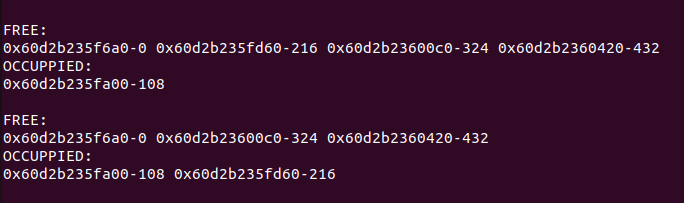 FREE:
0x60d2b235f6a0-0 0x60d2b235fd60-216 0x60d2b23600c0-324 0x60d2b2360420-432
OCCUPPIED:
0x60d2b235fa00-108
FREE:
0x60d2b235f6a0-0 0x60d2b23600c0-324 0x60d2b2360420-432
OCCUPPIED:
0x60d2b235fa00-108 0x60d2b235fd60-216